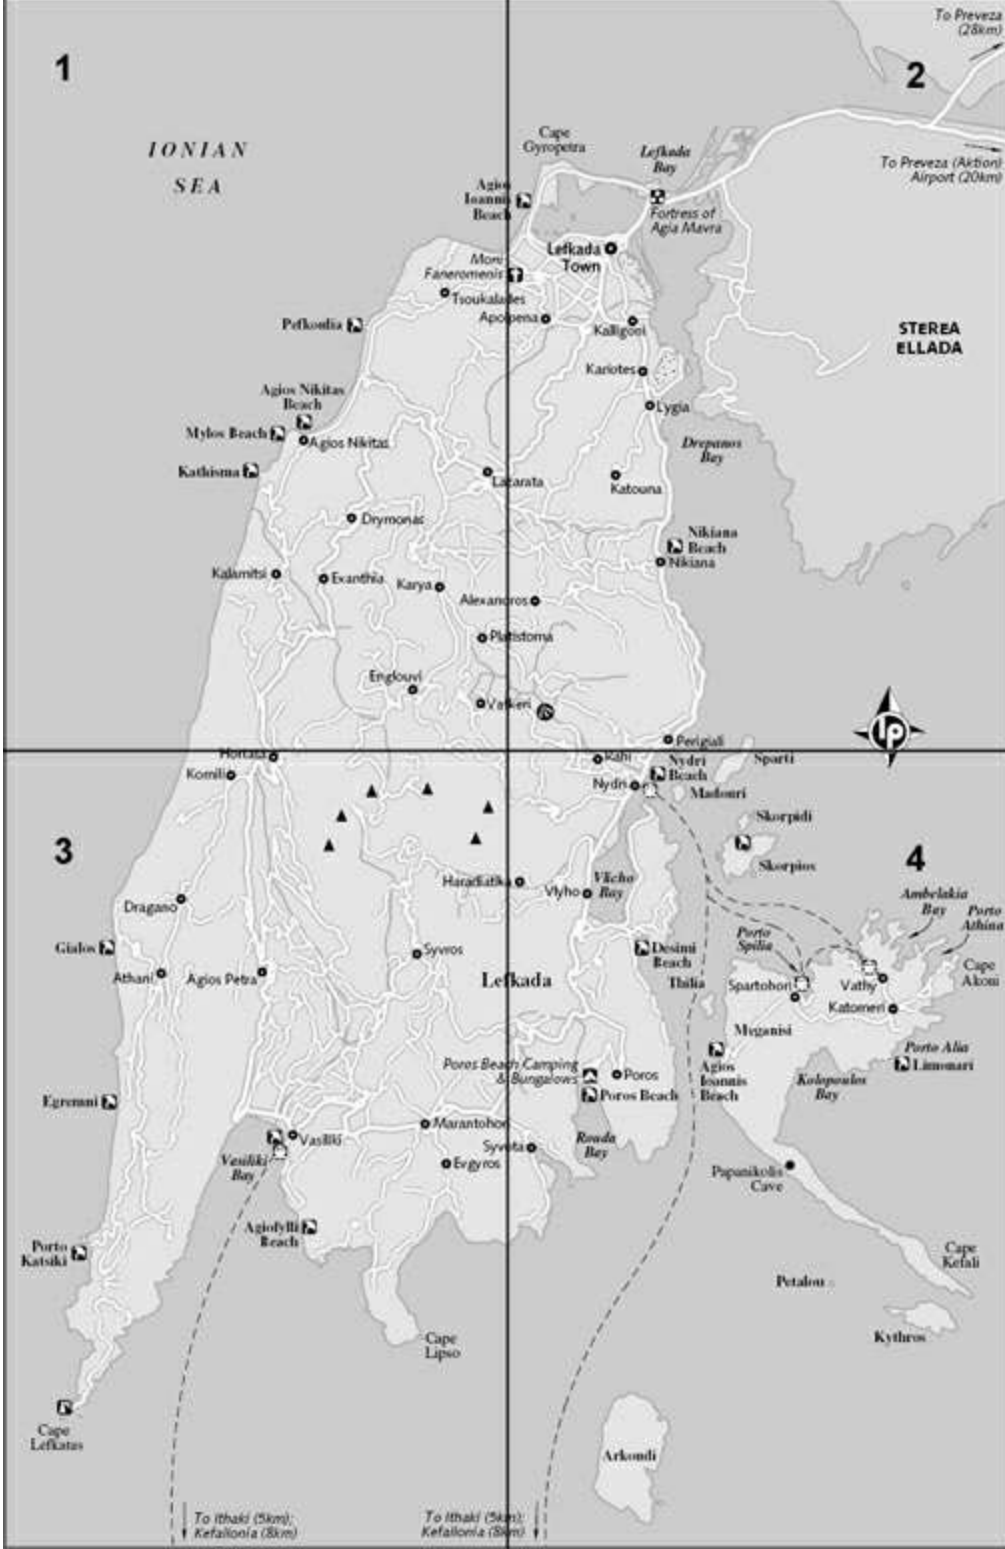 1
2
To Preveza
(28km)
IONIAN
SEA
Cape
Gyropetra
Lefkada
Bay
To Preveza (Aktion)
Airport (20km)
Agios
Ioannis
Beach
Fortress of
Agia Mavra
Lefkada
Town
Moni
Faneromenis
Tsoukalades
Apolpena
Kalligoni
Pefkoulia
STEREA
ELLADA
Kariotes
Agios Nikitas
Beach
Lygia
Mylos Beach
Agios Nikitas
Drepanos
Bay
Kathisma
Lazarata
Katouna
Drymonas
Nikiana
Beach
Nikiana
Kalamitsi
Exanthia
Karya
Alexandros
Platistoma
Englouvi
Vafkeri
LP
Perigiali
Hortata
Rahi
Nydri
Beach
Sparti
Komili
Nydri
Madouri
Skorpidi
3
4
Skorpios
Haradiatika
Vlyho
Vlicho
Bay
Ambelakia
Bay
Porto
Athina
Dragano
Porto
Spilia
Gialos
Syvros
Desimi
Beach
Cape
Akoni
Athani
Agios Petra
Lefkada
Thilia
Spartohori
Vathy
Katomeri
Meganisi
Porto Alia
Poros Beach Camping
& Bungalows
Poros
Agios
Ioannis
Beach
Limonari
Kolopoulos
Bay
Egremni
Poros Beach
Marantohori
Vasiliki
Rouda
Bay
Syvota
Vasiliki
Bay
Evgyros
Papanikolis
Cave
Agiofylli
Beach
Porto
Katsiki
Cape
Kefali
Petalou
Kythros
Cape
Lipso
Cape
Lefkatas
Arkoudi
To Ithaki (5km);
Kefallonia (8km)
To Ithaki (5km);
Kefallonia (8km)